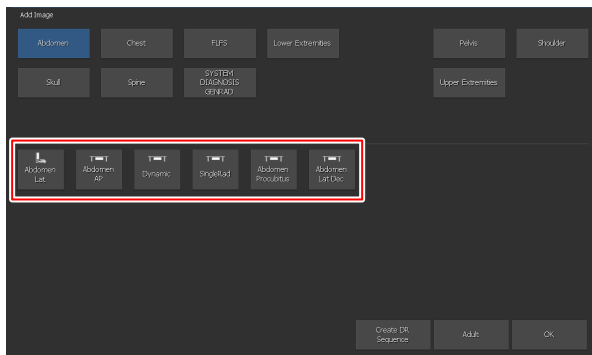 Add Image
Abdomen
Chest
FLFS
Lower Extremities
Pelvis
Shoulder
Skull
Spine
SYSTEM
DIAGNOSIS
GENRAD
Upper Extremities
Abdomen
Lat
Abdomen
AP
Dynamic
SingleRad
Abdomen
Procubitus
Abdomen
Lat Dec
Create DR
Sequence
Adult
OK